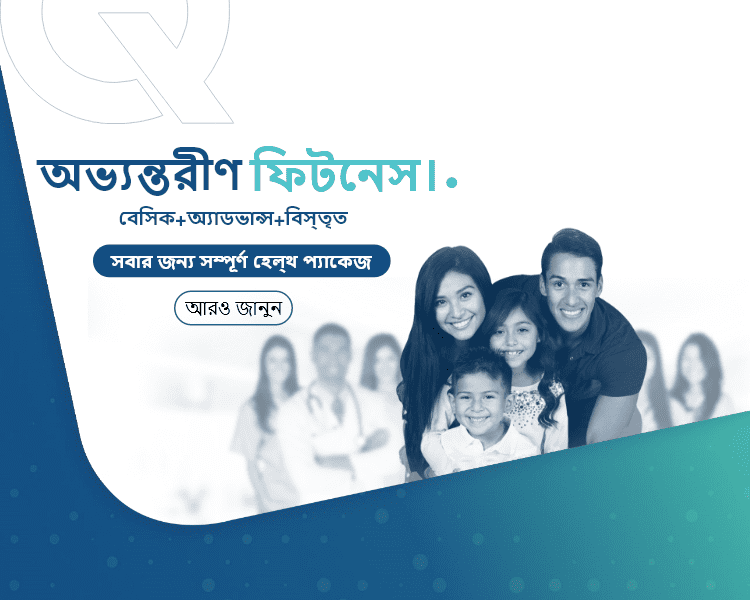 অভ্যন্তরীণ ফিটনেস।.
বেসিক+অ্যাডভান্স+বিস্তৃত
সবার জন্য সম্পূর্ণ হেল্থ প্যাকেজ
আরও জানুন